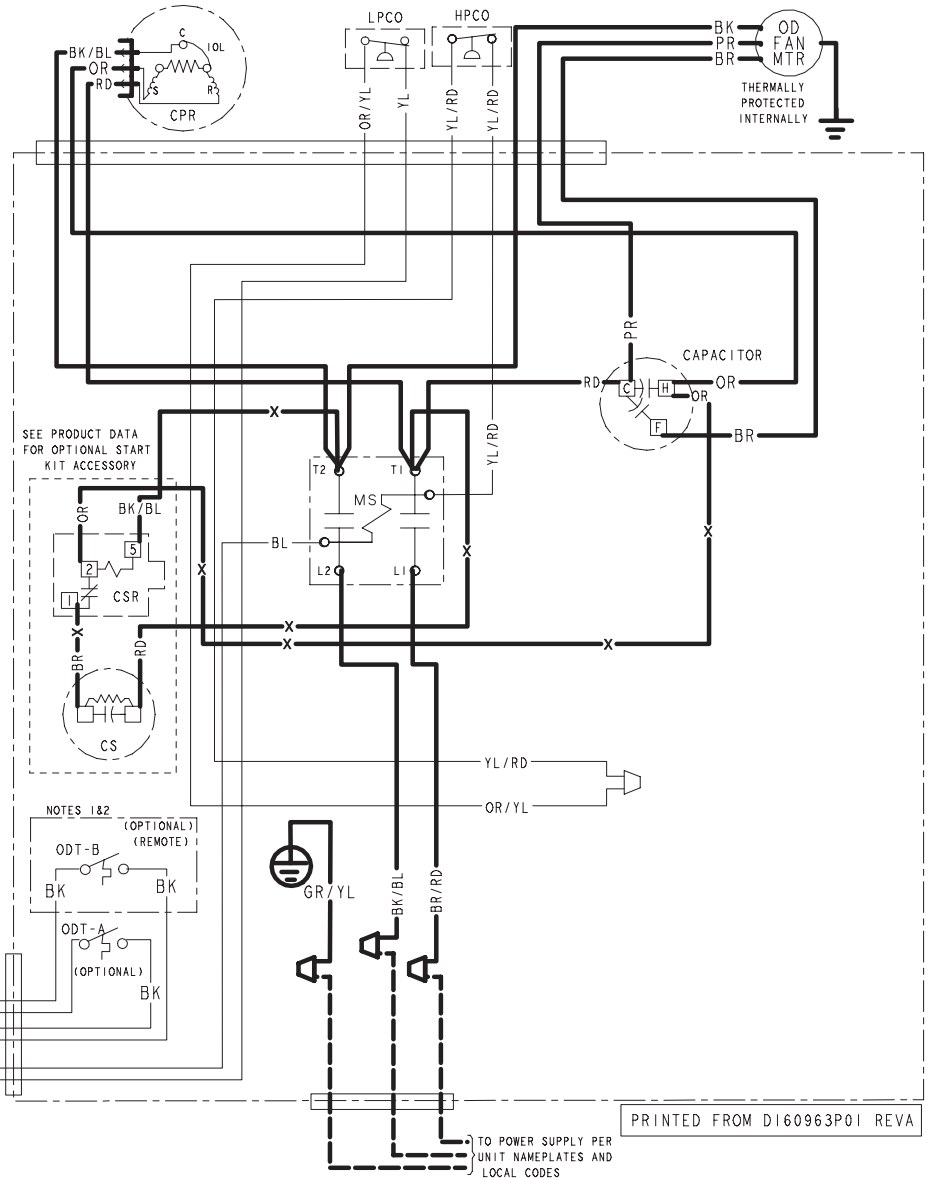 LPCO
HPCO
C
IOL
BK/BL
OR
RD
S
R
CPR
BK
PR
BR
OD
FAN
MTR
THERMALLY
PROTECTED
INTERNALLY
OR/YL
YL
YL/RD
YL/RD
PR
CAPACITOR
RD
C
H
OR
OR
F
BR
YL/RD
X
SEE PRODUCT DATA
FOR OPTIONAL START
KIT ACCESSORY
T2
T1
MS
OR
BK/BL
BL
X
X
5
2
X
L2
L1
1
CSR
X
X
X
X
BR
RD
CS
YL/RD
OR/YL
NOTES 1&2
(OPTIONAL)
(REMOTE)
ODT-B
BK
BK
GR/YL
BK/BL
BR/RD
ODT-A
(OPTIONAL)
BK
PRINTED FROM D160963P01 REVA
TO POWER SUPPLY PER
UNIT NAMEPLATES AND
LOCAL CODES